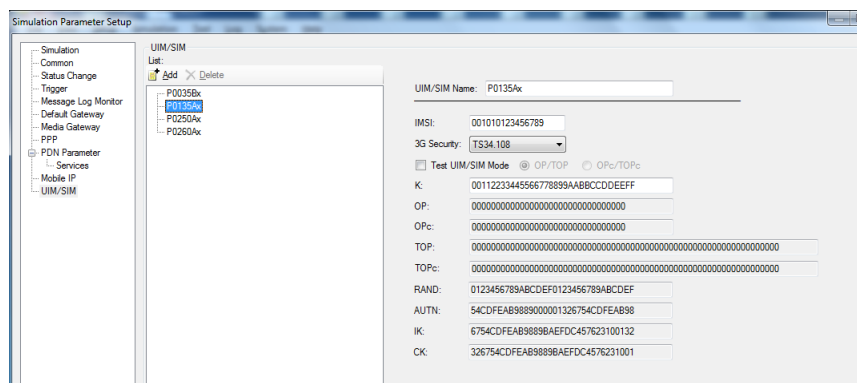 Simulation Parameter Setup
Simulation
Common
Status Change
Trigger
Message Log Monitor
Default Gateway
Media Gateway
PPP
PDN Parameter
Services
Mobile IP
UIM/SIM
UIM/SIM
List:
Add Delete
P0035Bx
P0135Ax
P0250Ax
P0260Ax
UIM/SIM Name: P0135Ax
IMSI: 001010123456789
3G Security: TS34.108
Test UIM/SIM Mode OP/TOP OPc/TOPc
K: 00112233445566778899AABBCCDDEEFF
OP: 00000000000000000000000000000000
OPc: 00000000000000000000000000000000
TOP: 0000000000000000000000000000000000000000000000000000000000000000
TOPc: 0000000000000000000000000000000000000000000000000000000000000000
RAND: 0123456789ABCDEF0123456789ABCDEF
AUTN: 54CDFEAB9889000001326754CDFEAB98
IK: 6754CDFEAB9889BAEFDC457623100132
CK: 326754CDFEAB9889BAEFDC4576231001